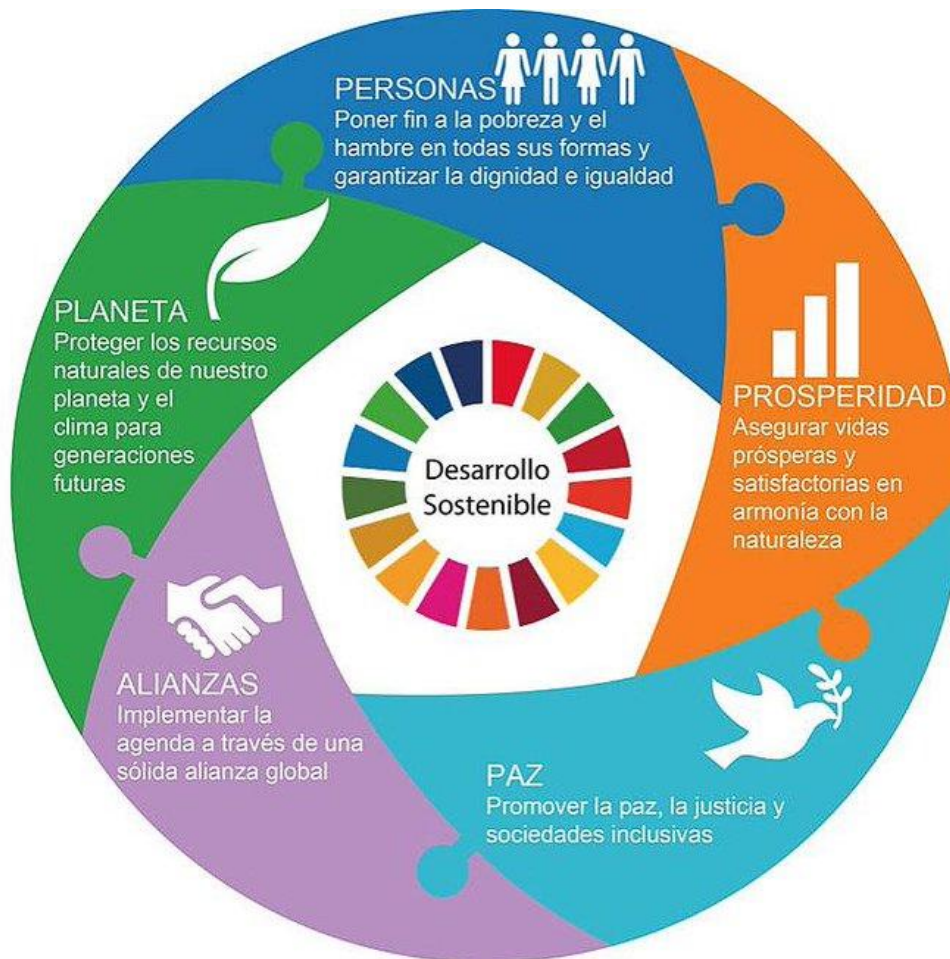 PERSONAS
Poner fin a la pobreza y el
hambre en todas sus formas y
garantizar la dignidad e igualdad
PROSPERIDAD
Asegurar vidas
prósperas y
satisfactorias en
armonía con la
naturaleza
PAZ
Promover la paz, la justicia y
sociedades inclusivas
ALIANZAS
Implementar la
agenda a través de una
sólida alianza global
PLANETA
Proteger los recursos
naturales de nuestro
planeta y el
clima para
generaciones
futuras
Desarrollo
Sostenible